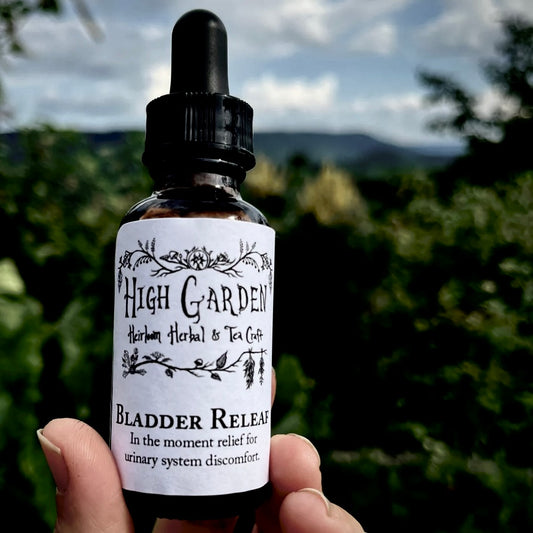 High Garden
Heirloom Herbal & Tea Craft
Bladder Releaf
In the moment relief for
urinary system discomfort.